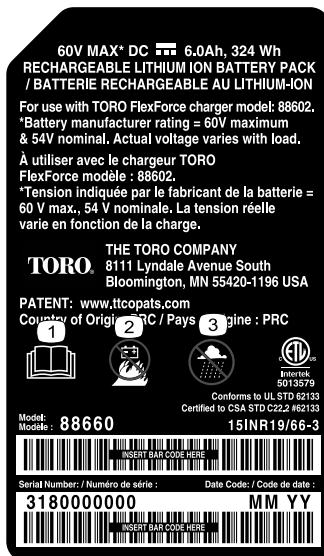 60V MAX* DC 6.0Ah, 324 Wh
RECHARGEABLE LITHIUM ION BATTERY PACK
/ BATTERIE RECHARGEABLE AU LITHIUM-ION
For use with TORO FlexForce charger model: 88602.
*Battery manufacturer rating = 60V maximum
& 54V nominal. Actual voltage varies with load.
À utiliser avec le chargeur TORO
FlexForce modèle : 88602.
*Tension indiquée par le fabricant de la batterie =
60 V max., 54 V nominale. La tension réelle
varie en fonction de la charge.
TORO.
THE TORO COMPANY
8111 Lyndale Avenue South
Bloomington, MN 55420-1196 USA
PATENT: www.ttcopats.com
Country of Origi PRC / Pays gine : PRC
1 2 3
C ETL US
Intertek
5013579
Conforms to UL STD 62133
Certified to CSA STD C22.2 #62133
Model:
Modèle : 88660 15INR19/66-3
INSERT BAR CODE HERE
Serial Number: / Numéro de série : Date Code: / Code de date :
3180000000 MM YY
INSERT BAR CODE HERE